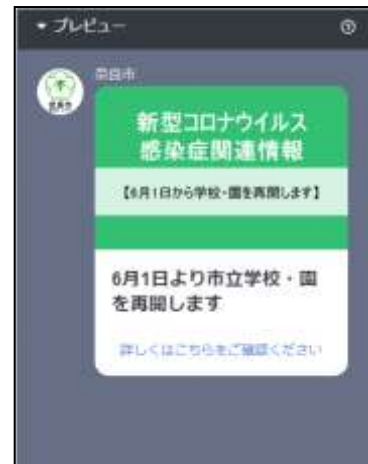 プレビュー
奈良市
新型コロナウイルス
感染症関連情報
【6月1日から学校・園を再開します】
6月1日より市立学校・園
を再開します
詳しくはこちらをご確認ください